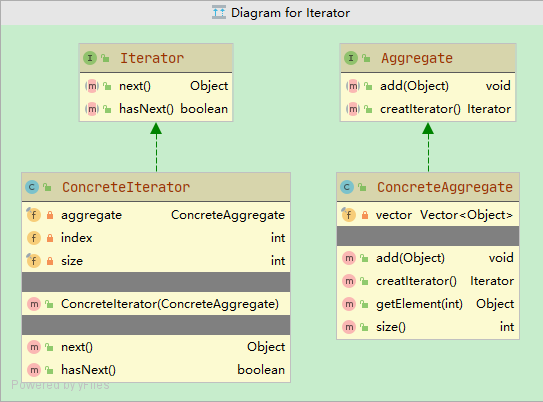 Diagram for Iterator
Iterator
next() Object
hasNext() boolean
Aggregate
add(Object) void
creatIterator() Iterator
ConcreteIterator
aggregate ConcreteAggregate
index int
size int
ConcreteIterator(ConcreteAggregate)
next() Object
hasNext() boolean
ConcreteAggregate
vector Vector<Object>
add(Object) void
creatIterator() Iterator
getElement(int) Object
size() int
Powered by yFiles